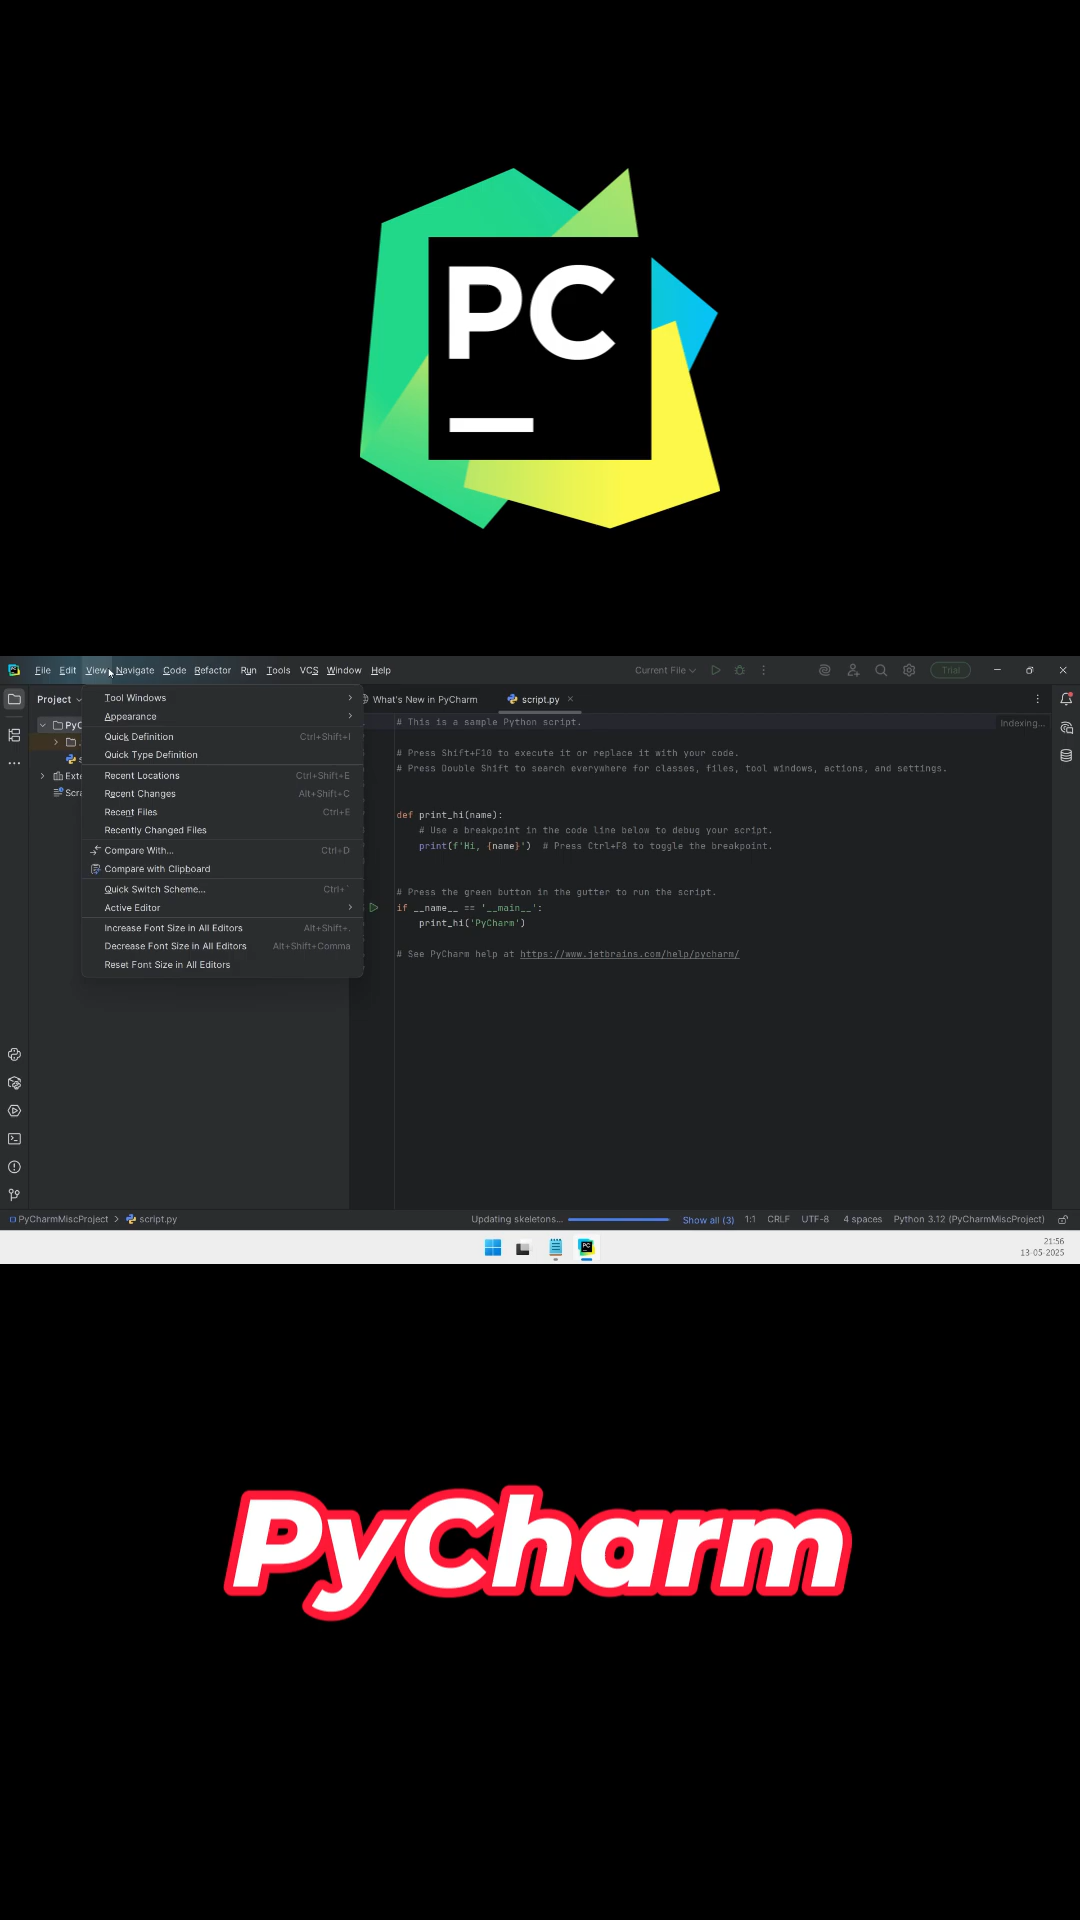 PC
File Edit View Navigate Code Refactor Run Tools VCS Window Help
Current File
Trial
Project
What's New in PyCharm
script.py
Tool Windows
Appearance
Quick Definition Ctrl+Shift+I
Quick Type Definition
Recent Locations Ctrl+Shift+E
Recent Changes Alt+Shift+C
Recent Files Ctrl+E
Recently Changed Files
Compare With... Ctrl+D
Compare with Clipboard
Quick Switch Scheme... Ctrl+`
Active Editor
Increase Font Size in All Editors Alt+Shift+.
Decrease Font Size in All Editors Alt+Shift+Comma
Reset Font Size in All Editors
# This is a sample Python script.
Indexing...
# Press Shift+F10 to execute it or replace it with your code.
# Press Double Shift to search everywhere for classes, files, tool windows, actions, and settings.
def print_hi(name):
# Use a breakpoint in the code line below to debug your script.
print(f'Hi, {name}') # Press Ctrl+F8 to toggle the breakpoint.
# Press the green button in the gutter to run the script.
if __name__ == '__main__':
print_hi('PyCharm')
# See PyCharm help at https://www.jetbrains.com/help/pycharm/
PyCharmMiscProject > script.py
Updating skeletons... Show all (3) 1:1 CRLF UTF-8 4 spaces Python 3.12 (PyCharmMiscProject)
PC
21:56
13-05-2025
PyCharm